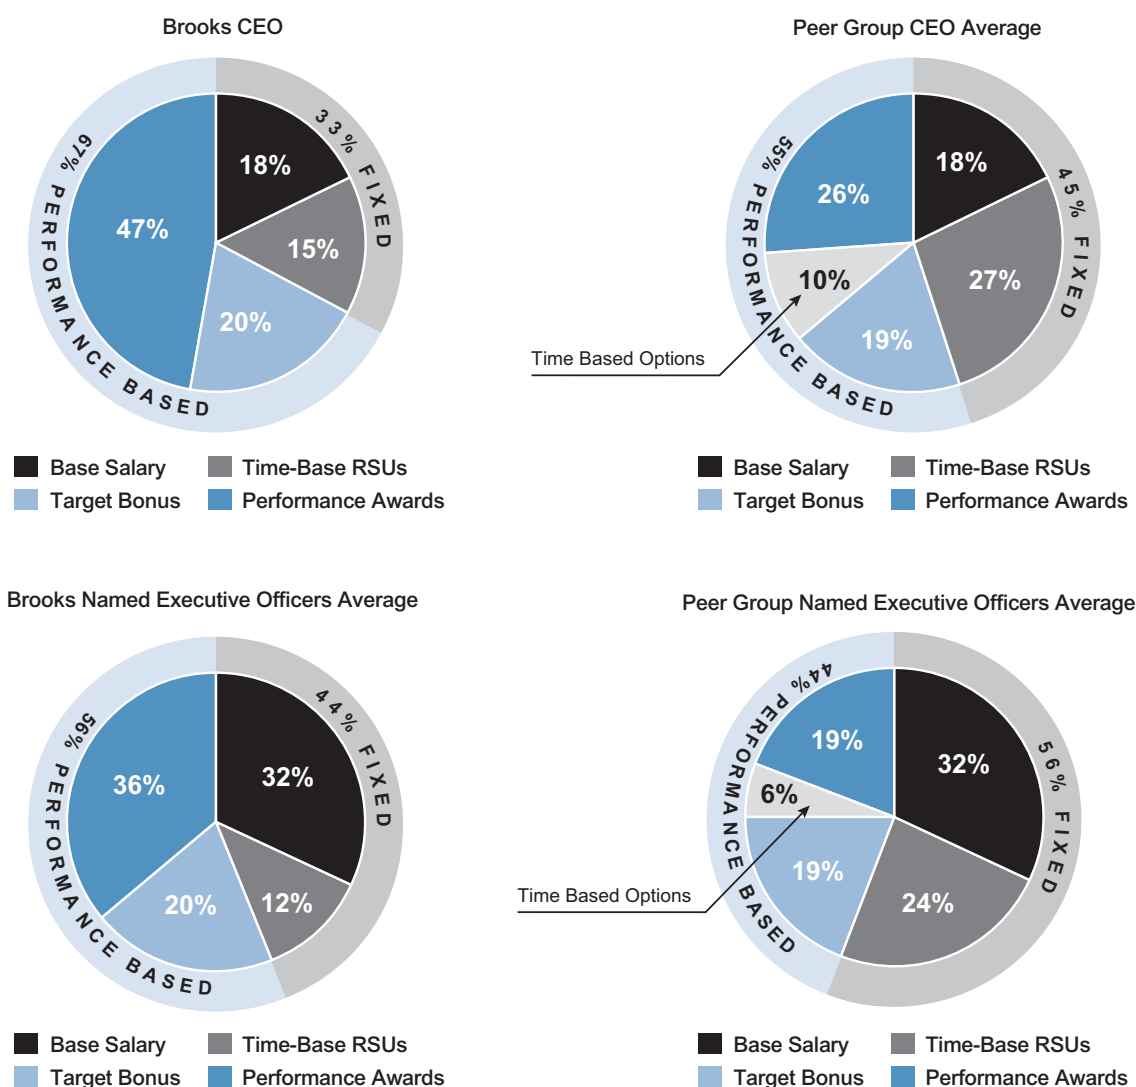 Brooks CEO
67% PERFORMANCE BASED
33% FIXED
18%
15%
20%
47%
Base Salary
Time-Base RSUs
Target Bonus
Performance Awards
Peer Group CEO Average
55% PERFORMANCE BASED
45% FIXED
18%
27%
19%
10%
26%
Time Based Options
Base Salary
Time-Base RSUs
Target Bonus
Performance Awards
Brooks Named Executive Officers Average
56% PERFORMANCE BASED
44% FIXED
32%
12%
20%
36%
Base Salary
Time-Base RSUs
Target Bonus
Performance Awards
Peer Group Named Executive Officers Average
44% PERFORMANCE BASED
56% FIXED
32%
24%
19%
6%
19%
Time Based Options
Base Salary
Time-Base RSUs
Target Bonus
Performance Awards